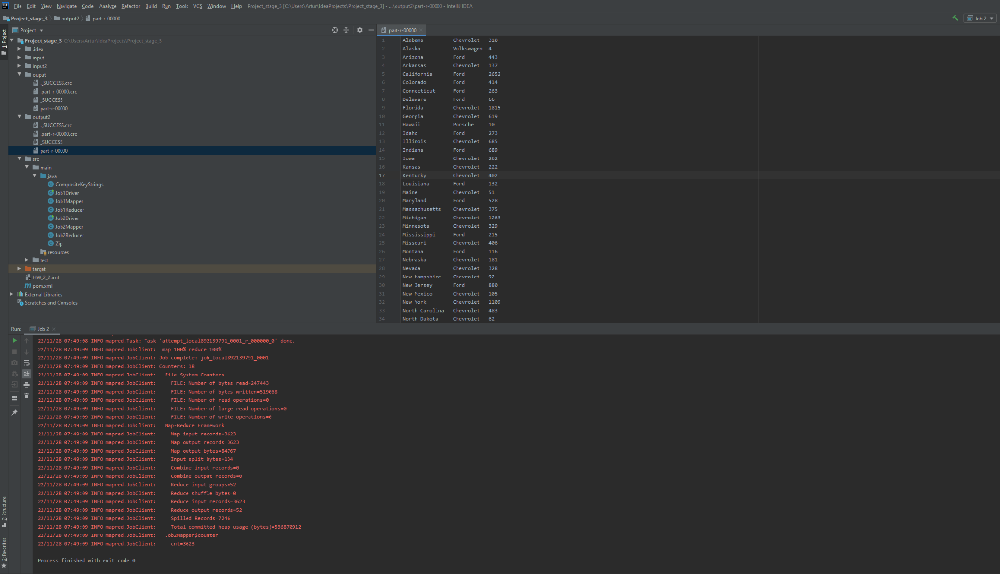 File Edit View Navigate Code Analyze Refactor Build Run Tools VCS Window Help Project_stage_3 [C:\Users\Artur\IdeaProjects\Project_stage_3] - ...\output2\part-r-00000 - IntelliJ IDEA
Project_stage_3 output2 part-r-00000
Job 2
1: Project
Project
Project_stage_3 C:\Users\Artur\IdeaProjects\Project_stage_3
.idea
input
input2
ouput
._SUCCESS.crc
.part-r-00000.crc
_SUCCESS
part-r-00000
output2
._SUCCESS.crc
.part-r-00000.crc
_SUCCESS
part-r-00000
src
main
java
CompositeKeyStrings
Job1Driver
Job1Mapper
Job1Reducer
Job2Driver
Job2Mapper
Job2Reducer
Zip
resources
test
target
HW_2_2.iml
pom.xml
External Libraries
Scratches and Consoles
part-r-00000
1 Alabama Chevrolet 310
2 Alaska Volkswagen 4
3 Arizona Ford 443
4 Arkansas Chevrolet 137
5 California Ford 2652
6 Colorado Ford 414
7 Connecticut Ford 263
8 Delaware Ford 66
9 Florida Chevrolet 1815
10 Georgia Chevrolet 619
11 Hawaii Porsche 10
12 Idaho Ford 273
13 Illinois Chevrolet 685
14 Indiana Ford 689
15 Iowa Chevrolet 262
16 Kansas Chevrolet 222
17 Kentucky Chevrolet 402
18 Louisiana Ford 132
19 Maine Chevrolet 51
20 Maryland Ford 528
21 Massachusetts Chevrolet 375
22 Michigan Chevrolet 1263
23 Minnesota Chevrolet 329
24 Mississippi Ford 215
25 Missouri Chevrolet 406
26 Montana Ford 116
27 Nebraska Chevrolet 181
28 Nevada Chevrolet 328
29 New Hampshire Chevrolet 92
30 New Jersey Ford 880
31 New Mexico Chevrolet 105
32 New York Chevrolet 1109
33 North Carolina Chevrolet 483
34 North Dakota Chevrolet 62
Run: Job 2
22/11/28 07:49:08 INFO mapred.Task: Task 'attempt_local892139791_0001_r_000000_0' done.
22/11/28 07:49:09 INFO mapred.JobClient: map 100% reduce 100%
22/11/28 07:49:09 INFO mapred.JobClient: Job complete: job_local892139791_0001
22/11/28 07:49:09 INFO mapred.JobClient: Counters: 18
22/11/28 07:49:09 INFO mapred.JobClient: File System Counters
22/11/28 07:49:09 INFO mapred.JobClient: FILE: Number of bytes read=247443
22/11/28 07:49:09 INFO mapred.JobClient: FILE: Number of bytes written=519068
22/11/28 07:49:09 INFO mapred.JobClient: FILE: Number of read operations=0
22/11/28 07:49:09 INFO mapred.JobClient: FILE: Number of large read operations=0
22/11/28 07:49:09 INFO mapred.JobClient: FILE: Number of write operations=0
22/11/28 07:49:09 INFO mapred.JobClient: Map-Reduce Framework
22/11/28 07:49:09 INFO mapred.JobClient: Map input records=3623
22/11/28 07:49:09 INFO mapred.JobClient: Map output records=3623
22/11/28 07:49:09 INFO mapred.JobClient: Map output bytes=84767
22/11/28 07:49:09 INFO mapred.JobClient: Input split bytes=134
22/11/28 07:49:09 INFO mapred.JobClient: Combine input records=0
22/11/28 07:49:09 INFO mapred.JobClient: Combine output records=0
22/11/28 07:49:09 INFO mapred.JobClient: Reduce input groups=52
22/11/28 07:49:09 INFO mapred.JobClient: Reduce shuffle bytes=0
22/11/28 07:49:09 INFO mapred.JobClient: Reduce input records=3623
22/11/28 07:49:09 INFO mapred.JobClient: Reduce output records=52
22/11/28 07:49:09 INFO mapred.JobClient: Spilled Records=7246
22/11/28 07:49:09 INFO mapred.JobClient: Total committed heap usage (bytes)=536870912
22/11/28 07:49:09 INFO mapred.JobClient: Job2Mapper$counter
22/11/28 07:49:09 INFO mapred.JobClient: cnt=3623
Process finished with exit code 0
7: Structure
2: Favorites